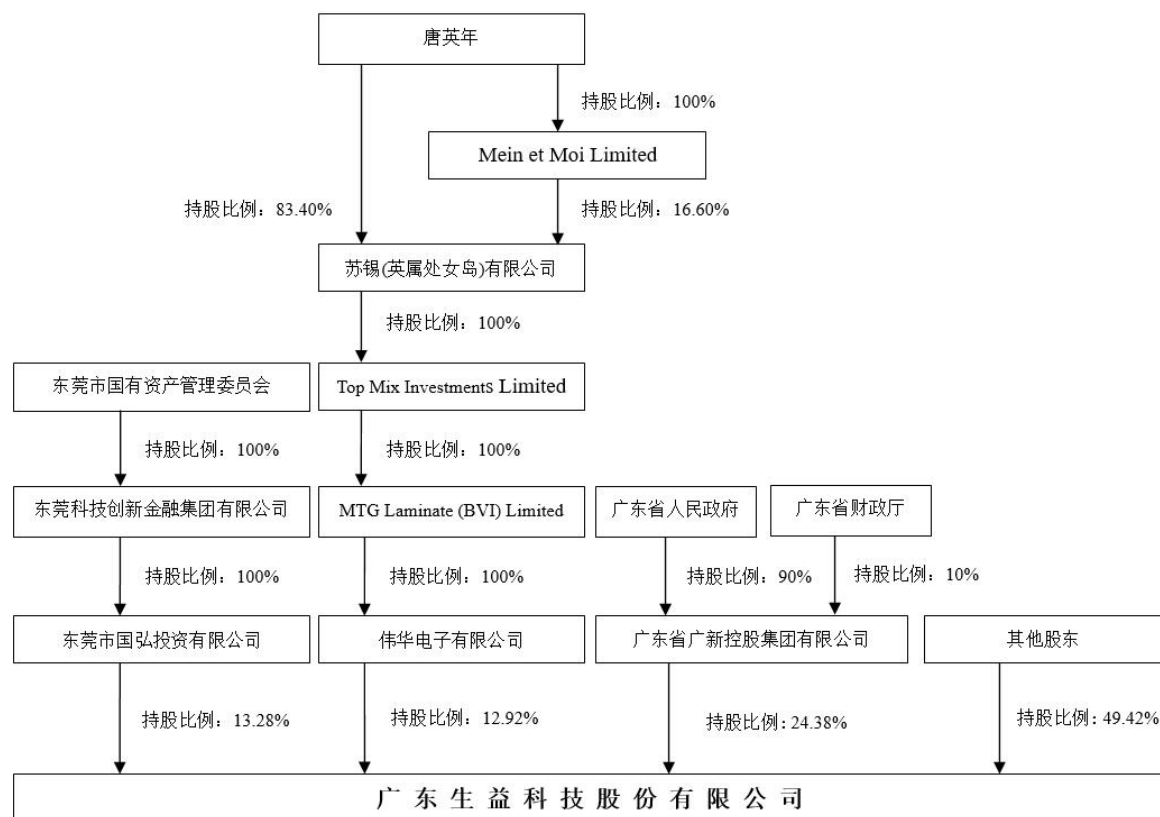 唐英年
持股比例：100%
Mein et Moi Limited
持股比例：83.40%
持股比例：16.60%
苏锡(英属处女岛)有限公司
持股比例：100%
东莞市国有资产管理委员会
Top Mix Investments Limited
持股比例：100%
持股比例：100%
东莞科技创新金融集团有限公司
MTG Laminate (BVI) Limited
广东省人民政府
广东省财政厅
持股比例：100%
持股比例：100%
持股比例：90%
持股比例：10%
东莞市国弘投资有限公司
伟华电子有限公司
广东省广新控股集团有限公司
其他股东
持股比例：13.28%
持股比例：12.92%
持股比例：24.38%
持股比例：49.42%
广东生益科技股份有限公司